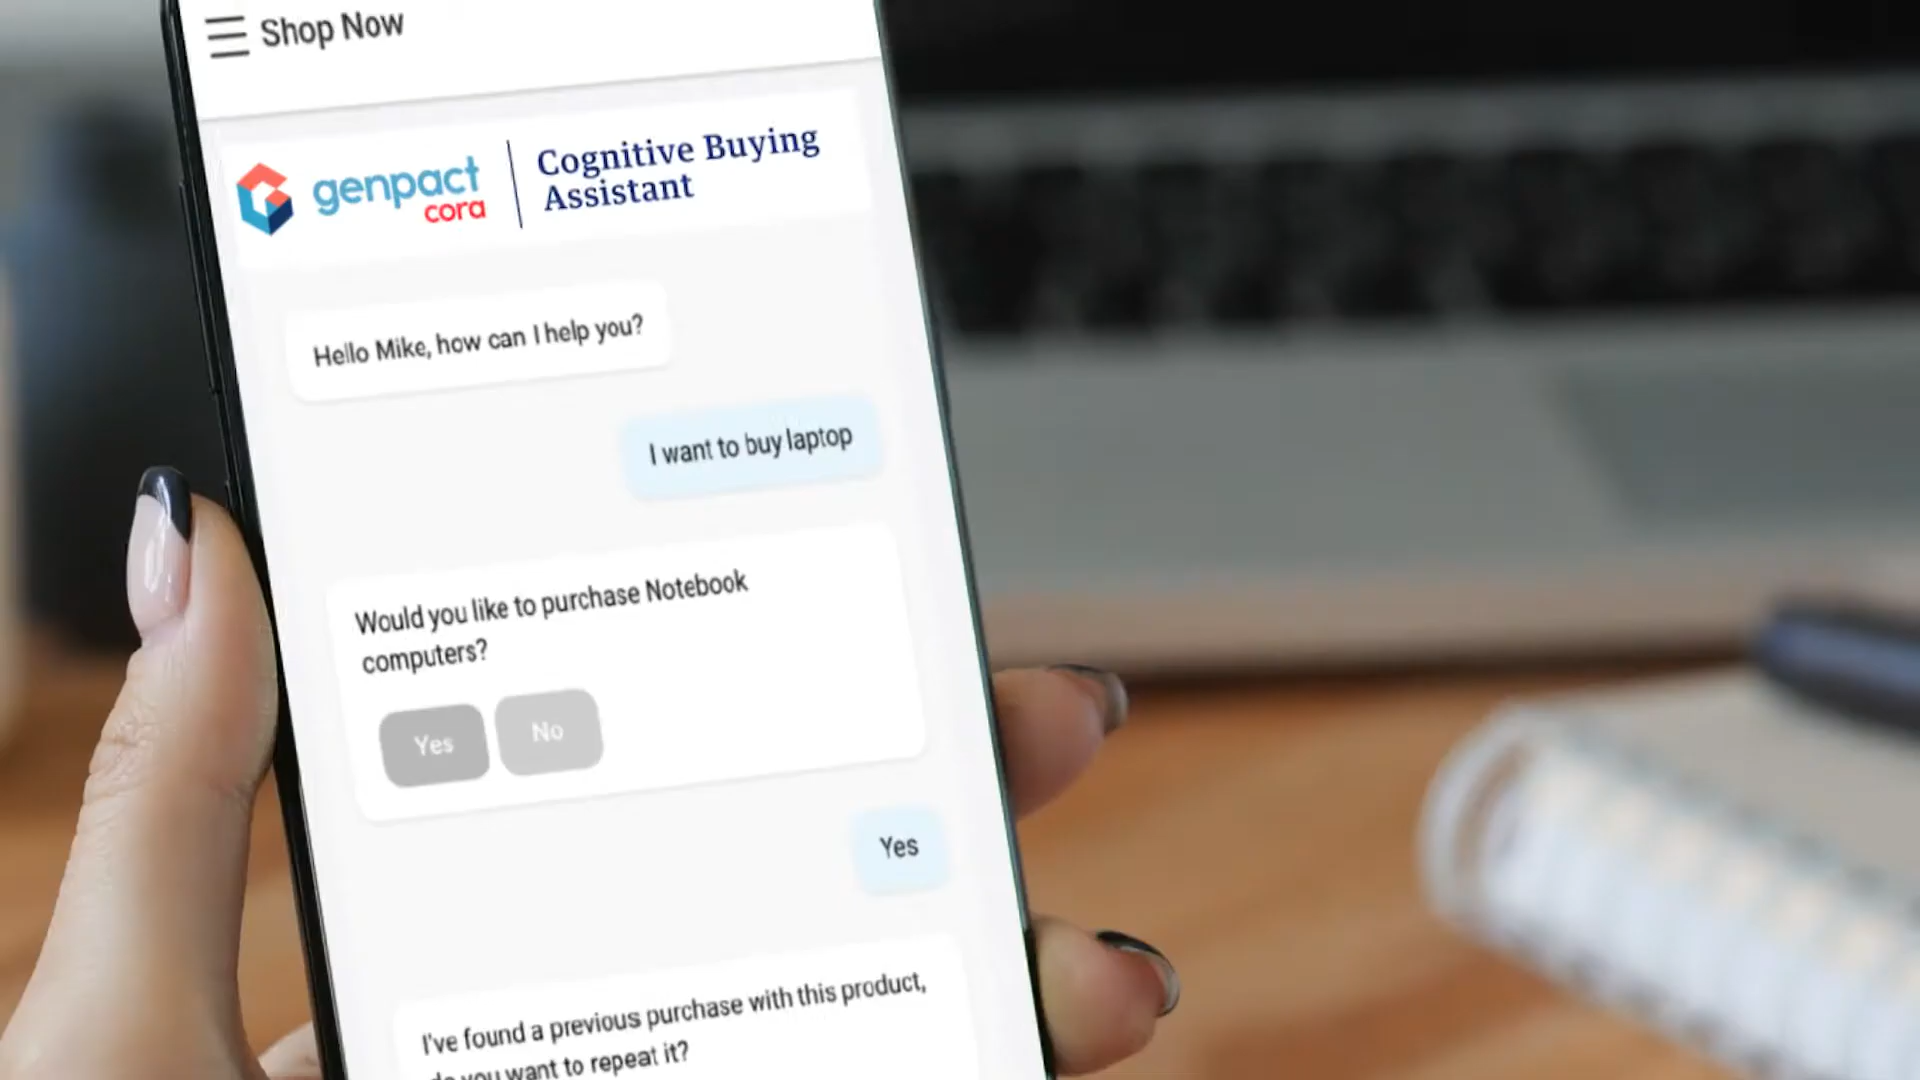 Shop Now
genpact
cora
Cognitive Buying
Assistant
Hello Mike, how can I help you?
I want to buy laptop
Would you like to purchase Notebook
computers?
Yes
No
Yes
I've found a previous purchase with this product,
do you want to repeat it?